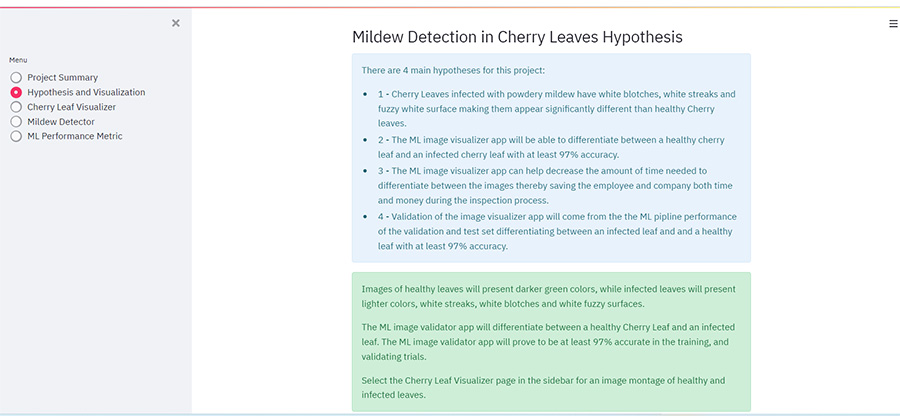 Menu
Project Summary
Hypothesis and Visualization
Cherry Leaf Visualizer
Mildew Detector
ML Performance Metric
Mildew Detection in Cherry Leaves Hypothesis
There are 4 main hypotheses for this project:
1 - Cherry Leaves infected with powdery mildew have white blotches, white streaks and
fuzzy white surface making them appear significantly different than healthy Cherry
leaves.
2 - The ML image visualizer app will be able to differentiate between a healthy cherry
leaf and an infected cherry leaf with at least 97% accuracy.
3 - The ML image visualizer app can help decrease the amount of time needed to
differentiate between the images thereby saving the employee and company both time
and money during the inspection process.
4 - Validation of the image visualizer app will come from the the ML pipline performance
of the validation and test set differentiating between an infected leaf and and a healthy
leaf with at least 97% accuracy.
Images of healthy leaves will present darker green colors, while infected leaves will present
lighter colors, white streaks, white blotches and white fuzzy surfaces.
The ML image validator app will differentiate between a healthy Cherry Leaf and an infected
leaf. The ML image validator app will prove to be at least 97% accurate in the training, and
validating trials.
Select the Cherry Leaf Visualizer page in the sidebar for an image montage of healthy and
infected leaves.